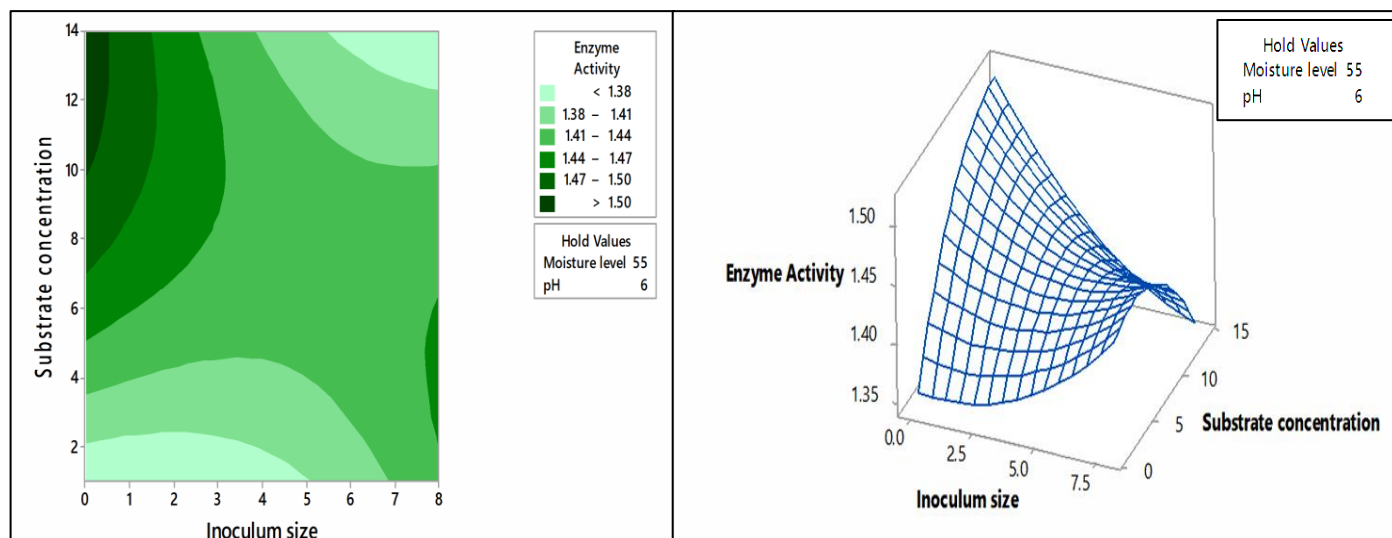 14
12
10
8
6
4
2
Substrate concentration
0 1 2 3 4 5 6 7 8
Inoculum size
Enzyme
Activity
< 1.38
1.38 – 1.41
1.41 – 1.44
1.44 – 1.47
1.47 – 1.50
> 1.50
Hold Values
Moisture level 55
pH 6
Hold Values
Moisture level 55
pH 6
1.50
Enzyme Activity 1.45
1.40
1.35
0.0
2.5
5.0
7.5
Inoculum size
15
10
5
0
Substrate concentration